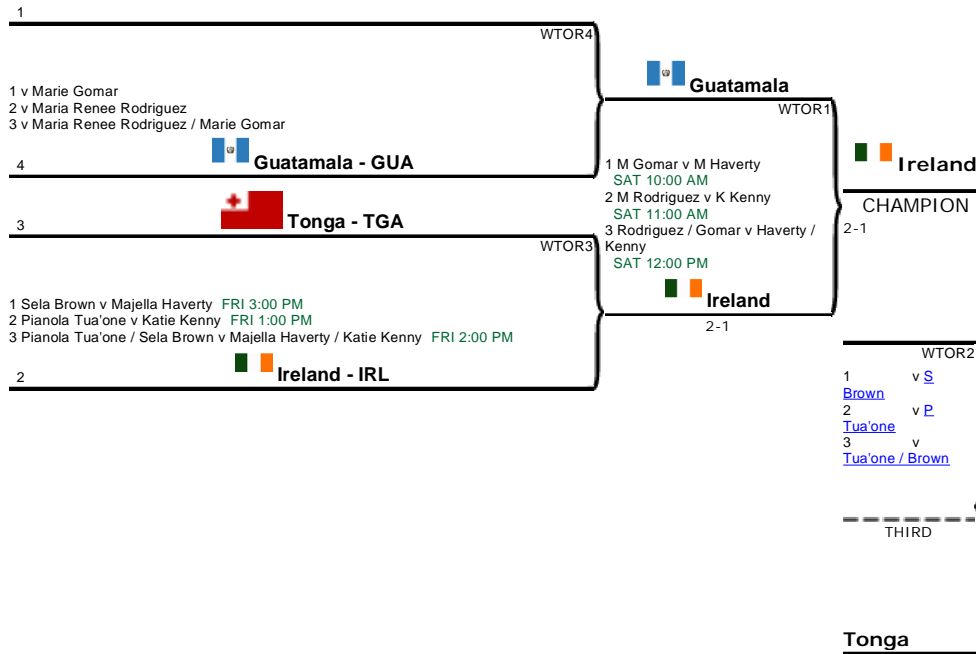 1
WTOR4
1 v Marie Gomar
2 v Maria Renee Rodriguez
3 v Maria Renee Rodriguez / Marie Gomar
4 Guatamala - GUA
3 Tonga - TGA
WTOR3
1 Sela Brown v Majella Haverty FRI 3:00 PM
2 Pianola Tua'one v Katie Kenny FRI 1:00 PM
3 Pianola Tua'one / Sela Brown v Majella Haverty / Katie Kenny FRI 2:00 PM
2 Ireland - IRL
Guatamala
WTOR1
1 M Gomar v M Haverty
SAT 10:00 AM
2 M Rodriguez v K Kenny
SAT 11:00 AM
3 Rodriguez / Gomar v Haverty /
Kenny
SAT 12:00 PM
Ireland
2-1
Ireland
CHAMPION
2-1
WTOR2
1 v S
Brown
2 v P
Tua'one
3 v
Tua'one / Brown
THIRD
Tonga